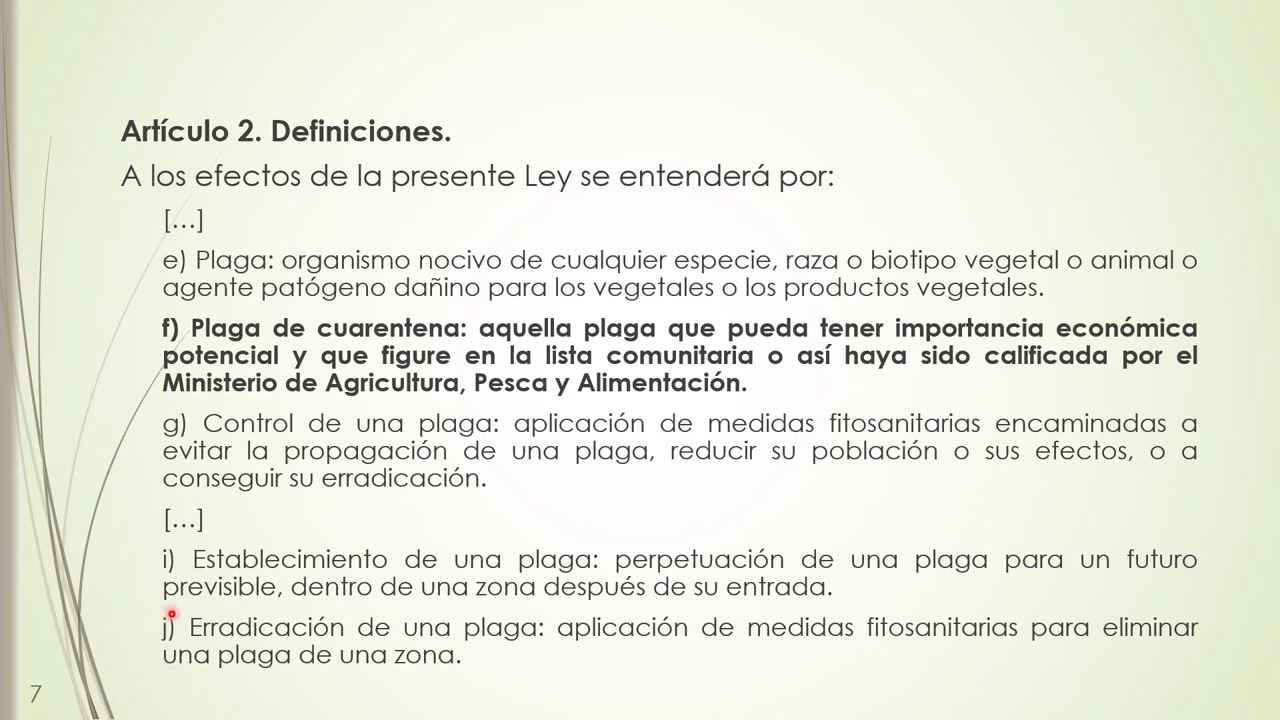 Artículo 2. Definiciones.
A los efectos de la presente Ley se entenderá por:
[…]
e) Plaga: organismo nocivo de cualquier especie, raza o biotipo vegetal o animal o
agente patógeno dañino para los vegetales o los productos vegetales.
f) Plaga de cuarentena: aquella plaga que pueda tener importancia económica
potencial y que figure en la lista comunitaria o así haya sido calificada por el
Ministerio de Agricultura, Pesca y Alimentación.
g) Control de una plaga: aplicación de medidas fitosanitarias encaminadas a
evitar la propagación de una plaga, reducir su población o sus efectos, o a
conseguir su erradicación.
[…]
i) Establecimiento de una plaga: perpetuación de una plaga para un futuro
previsible, dentro de una zona después de su entrada.
j) Erradicación de una plaga: aplicación de medidas fitosanitarias para eliminar
una plaga de una zona.
7